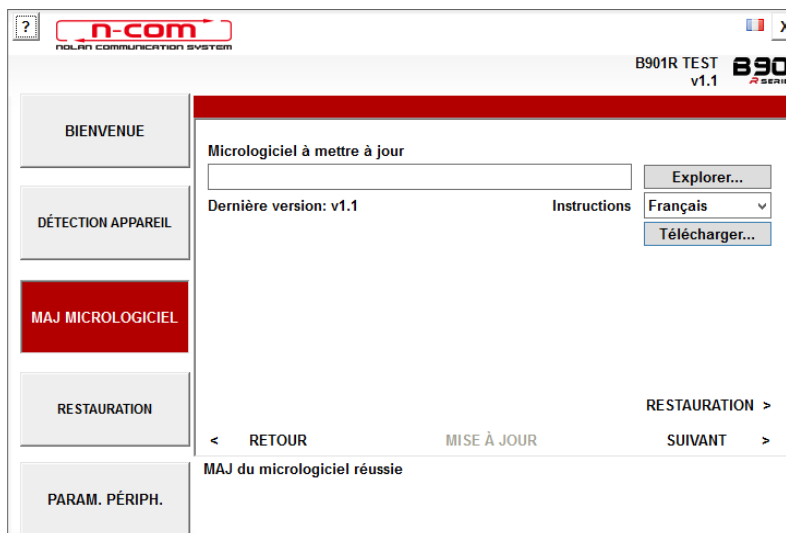 ?
n-com
NOLAN COMMUNICATION SYSTEM
X
B901R TEST
v1.1
B90
R SERIE
BIENVENUE
DÉTECTION APPAREIL
MAJ MICROLOGICIEL
RESTAURATION
PARAM. PÉRIPH.
Micrologiciel à mettre à jour
Explorer...
Dernière version: v1.1 Instructions Français
Télécharger...
RESTAURATION >
< RETOUR MISE À JOUR SUIVANT >
MAJ du micrologiciel réussie